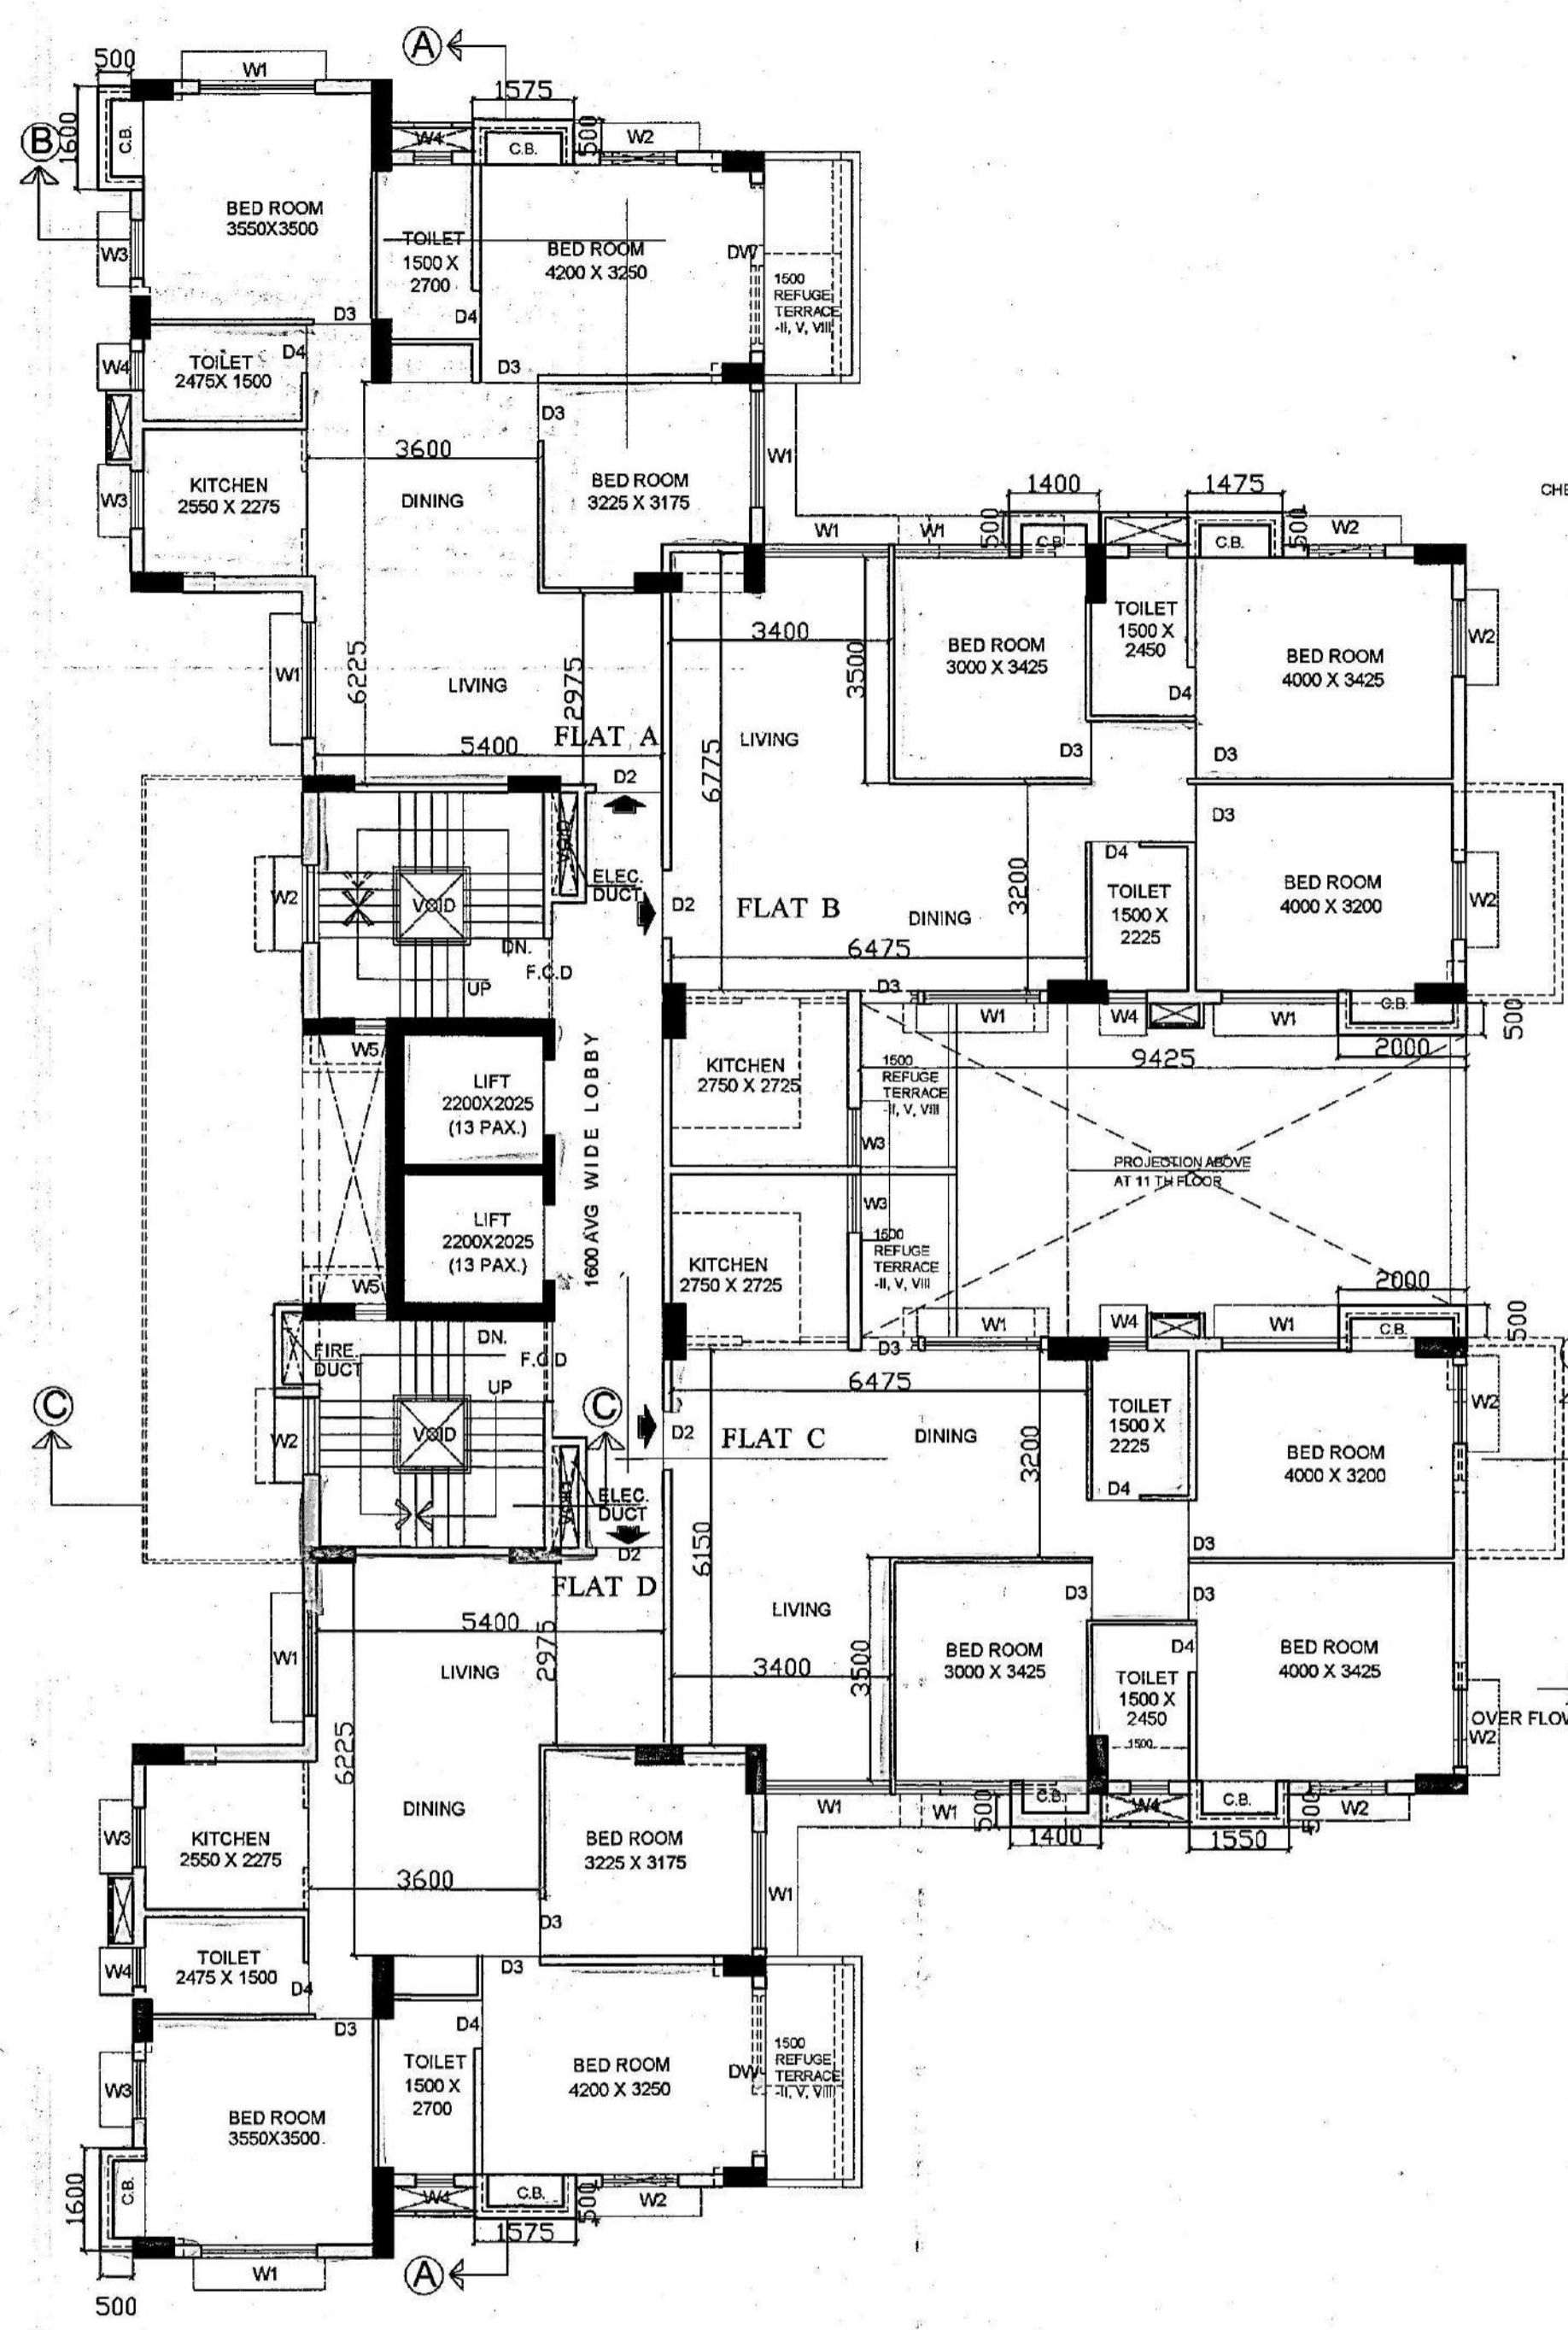 A
500
W1
1575
B
1600
C.B.
W4
C.B.
500
W2
BED ROOM
3550X3500
W3
TOILET
1500 X
2700
BED ROOM
4200 X 3250
DW
1500
REFUGE
TERRACE
-II, V, VIII
D3
D4
W4
TOILET
2475X 1500
D4
D3
D3
3600
W3
KITCHEN
2550 X 2275
DINING
BED ROOM
3225 X 3175
W1
1400
1475
CHE
W1
W1
500
C.B.
C.B.
500
W2
W1
6225
LIVING
2975
5400
FLAT A
D2
3400
3500
BED ROOM
3000 X 3425
TOILET
1500 X
2450
D4
BED ROOM
4000 X 3425
W2
6775
LIVING
D3
D3
D3
VOID
ELEC.
DUCT
W2
VOID
DN.
F.C.D
UP
D2
FLAT B
DINING
3200
6475
D4
TOILET
1500 X
2225
BED ROOM
4000 X 3200
W2
D3
W1
W4
W1
C.B.
500
2000
9425
W5
LIFT
2200X2025
(13 PAX.)
1600 AVG WIDE LOBBY
KITCHEN
2750 X 2725
1500
REFUGE
TERRACE
-II, V, VIII
W3
PROJECTION ABOVE
AT 11 TH FLOOR
LIFT
2200X2025
(13 PAX.)
KITCHEN
2750 X 2725
W3
1500
REFUGE
TERRACE
-II, V, VIII
W5
2000
W1
W4
W1
C.B.
500
D3
FIRE.
DUCT
DN.
F.C.D
UP
C
W2
VOID
C
D2
FLAT C
DINING
6475
3200
TOILET
1500 X
2225
D4
BED ROOM
4000 X 3200
W2
ELEC.
DUCT
D2
FLAT D
6150
D3
D3
D3
W1
5400
2975
LIVING
LIVING
3400
3500
BED ROOM
3000 X 3425
D4
TOILET
1500 X
2450
1500
BED ROOM
4000 X 3425
OVER FLOW
W2
6225
DINING
W3
KITCHEN
2550 X 2275
BED ROOM
3225 X 3175
W1
W1
500
C.B.
W4
C.B.
500
W2
1400
1550
3600
W1
D3
W4
TOILET
2475 X 1500
D4
D3
D3
D4
W3
TOILET
1500 X
2700
BED ROOM
4200 X 3250
DW
1500
REFUGE
TERRACE
-II, V, VIII
BED ROOM
3550X3500
1600
C.B.
W4
C.B.
500
W2
1575
W1
A
500